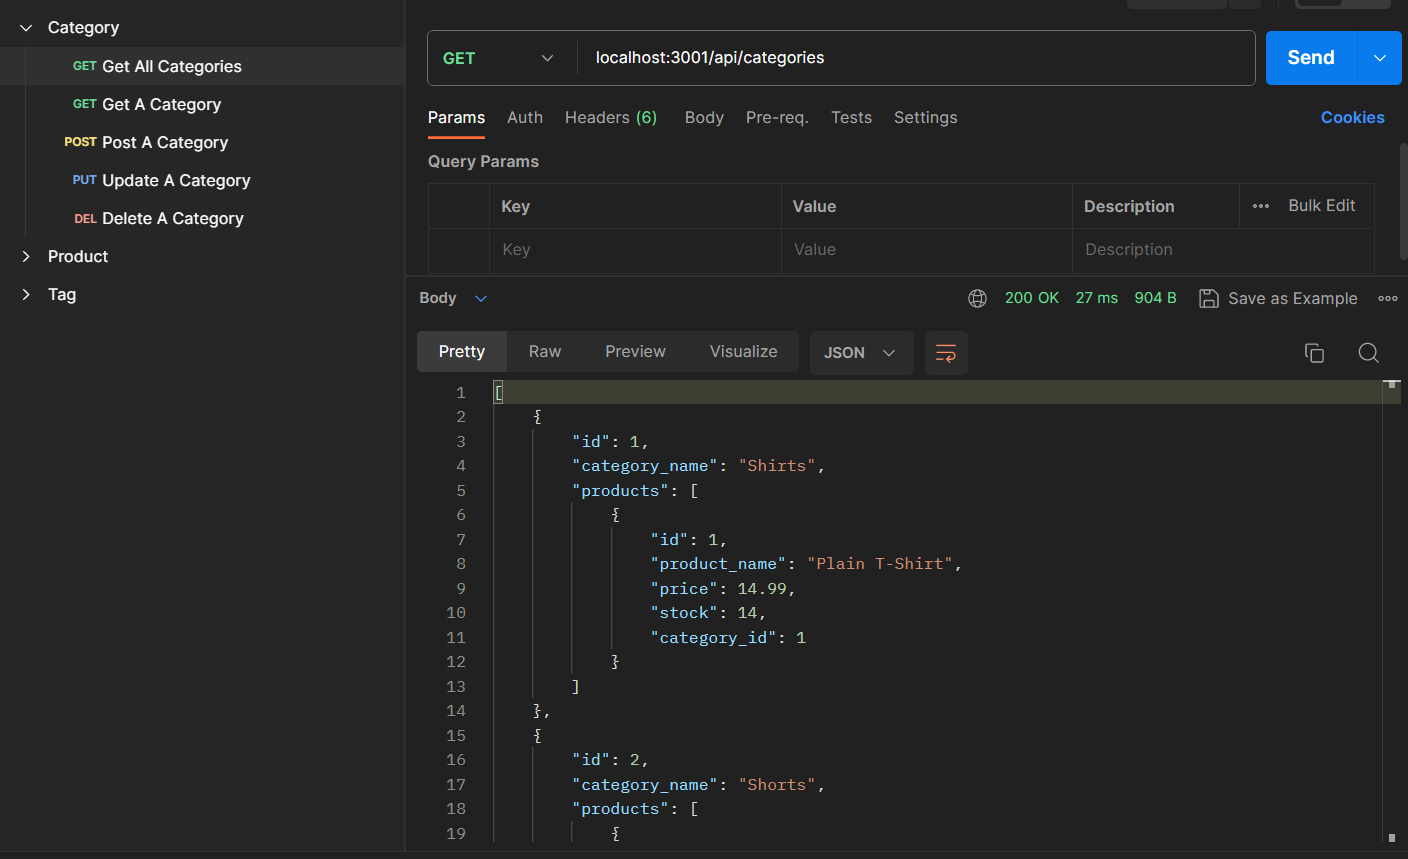 Category
GET Get All Categories
GET Get A Category
POST Post A Category
PUT Update A Category
DEL Delete A Category
Product
Tag
GET localhost:3001/api/categories Send
Params Auth Headers (6) Body Pre-req. Tests Settings Cookies
Query Params
Key Value Description ••• Bulk Edit
Key Value Description
Body 200 OK 27 ms 904 B Save as Example
Pretty Raw Preview Visualize JSON
1 [
2 {
3 "id": 1,
4 "category_name": "Shirts",
5 "products": [
6 {
7 "id": 1,
8 "product_name": "Plain T-Shirt",
9 "price": 14.99,
10 "stock": 14,
11 "category_id": 1
12 }
13 ]
14 },
15 {
16 "id": 2,
17 "category_name": "Shorts",
18 "products": [
19 {